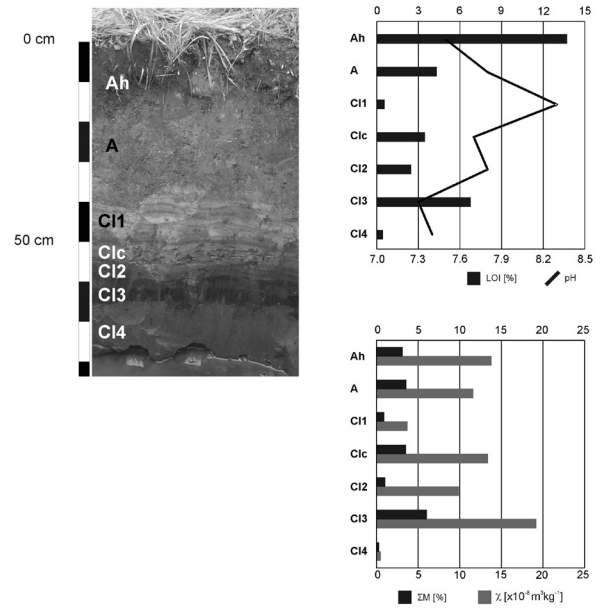 0 cm
Ah
A
Cl1
50 cm
Clc
Cl2
Cl3
Cl4
0 3 6 9 12 15
Ah
A
Cl1
Clc
Cl2
Cl3
Cl4
7.0 7.3 7.6 7.9 8.2 8.5
LOI [%] pH
0 5 10 15 20 25
Ah
A
Cl1
Clc
Cl2
Cl3
Cl4
0 5 10 15 20 25
ΣM [%] χ [x10⁻⁸ m³kg⁻¹]